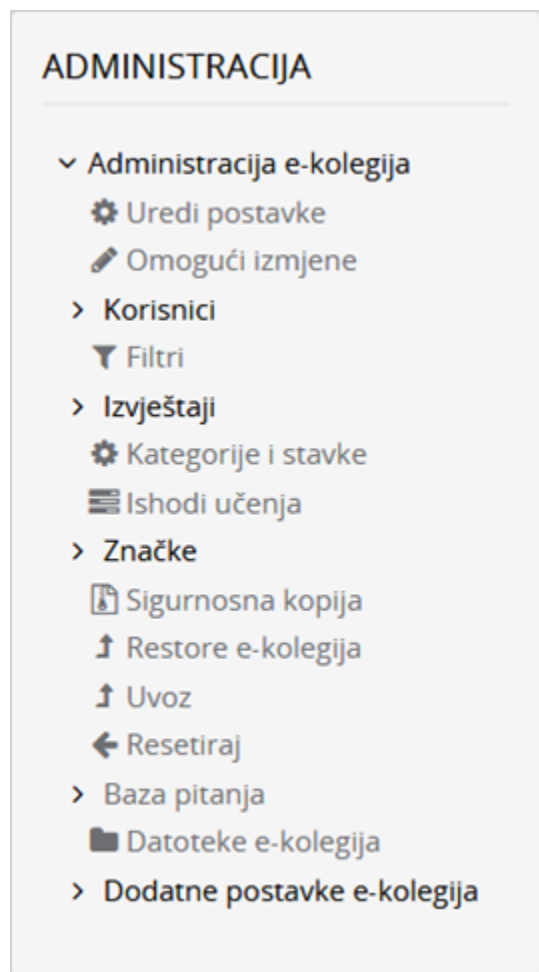 ADMINISTRACIJA
Administracija e-kolegija
Uredi postavke
Omogući izmjene
Korisnici
Filtri
Izvještaji
Kategorije i stavke
Ishodi učenja
Značke
Sigurnosna kopija
Restore e-kolegija
Uvoz
Resetiraj
Baza pitanja
Datoteke e-kolegija
Dodatne postavke e-kolegija